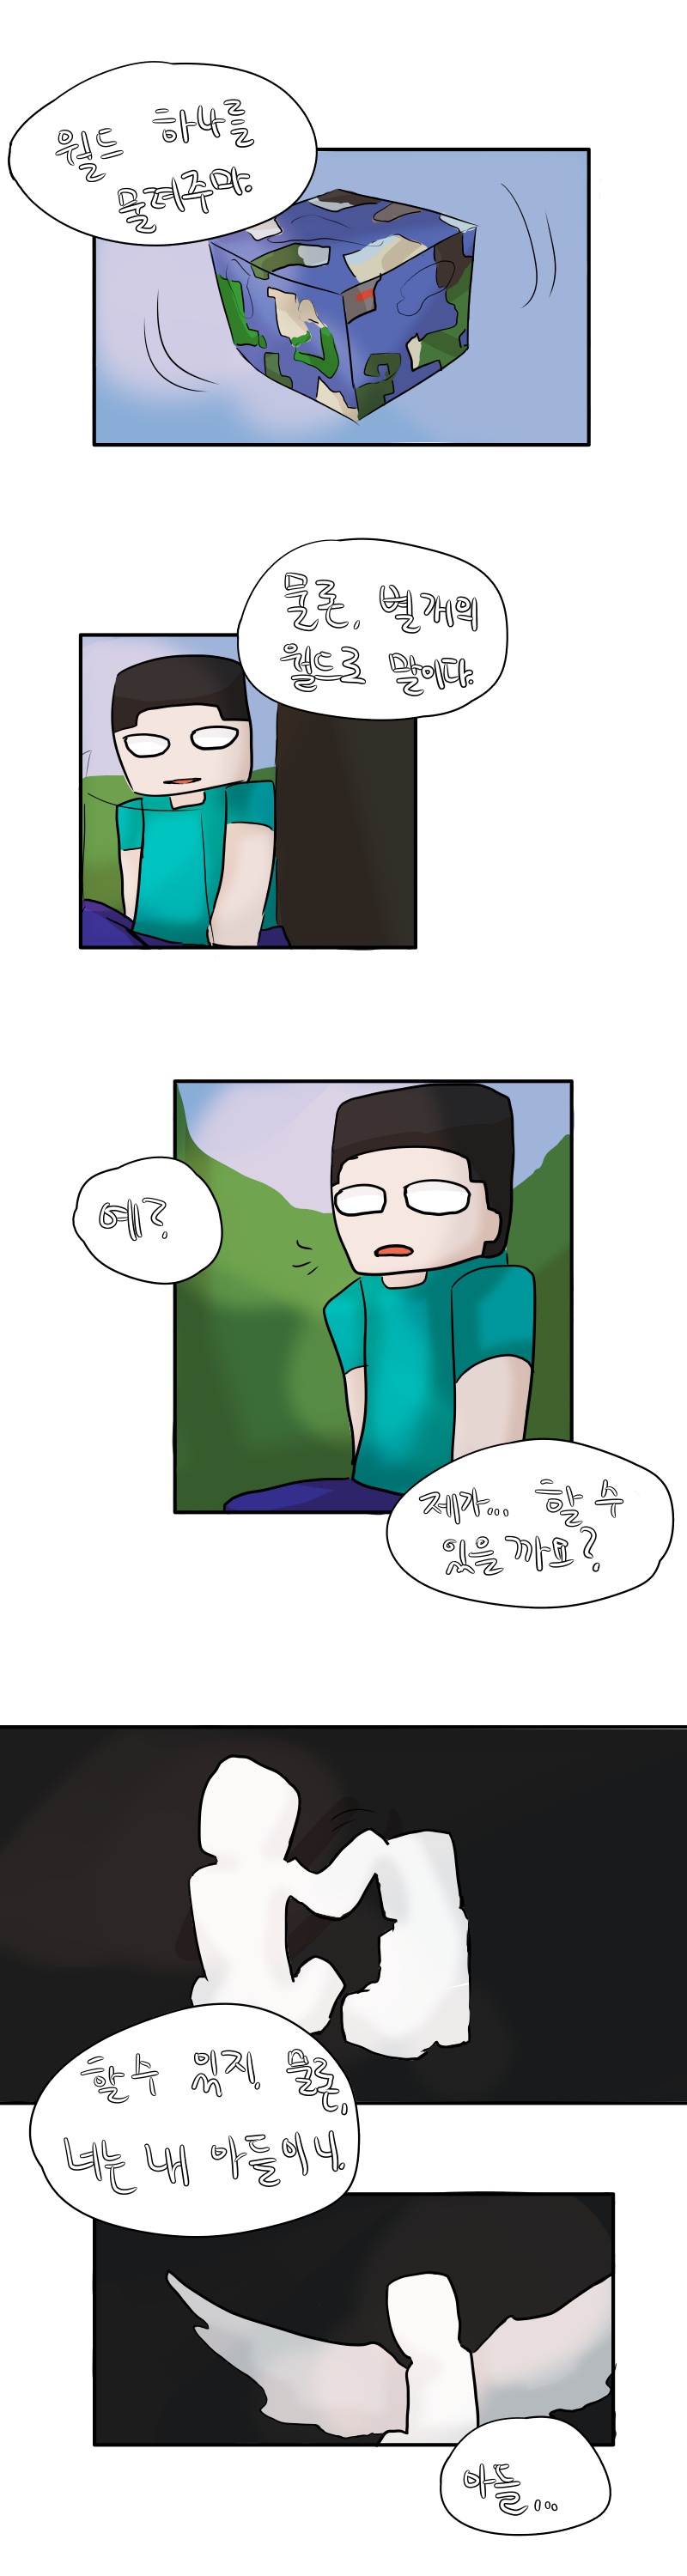 월드 하나를
물려주마.
물론, 별개의
월드로 말이다.
예?
제가... 할 수
있을까요?
할 수 있지. 물론,
너는 내 아들이니.
아들...